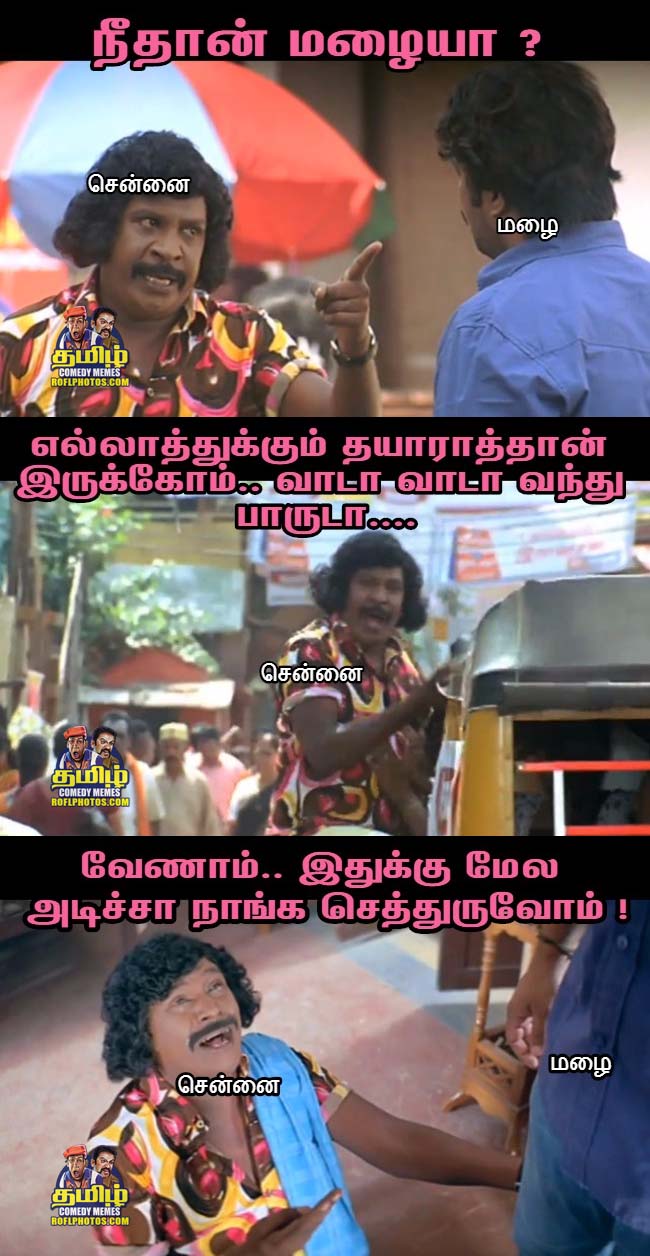 நீதான் மழையா ?
சென்னை
மழை
தமிழ்
COMEDY MEMES
ROFLPHOTOS.COM
எல்லாத்துக்கும் தயாராத்தான்
இருக்கோம்.. வாடா வாடா வந்து
பாருடா....
சென்னை
தமிழ்
COMEDY MEMES
ROFLPHOTOS.COM
வேணாம்.. இதுக்கு மேல
அடிச்சா நாங்க செத்துருவோம் !
மழை
சென்னை
தமிழ்
COMEDY MEMES
ROFLPHOTOS.COM